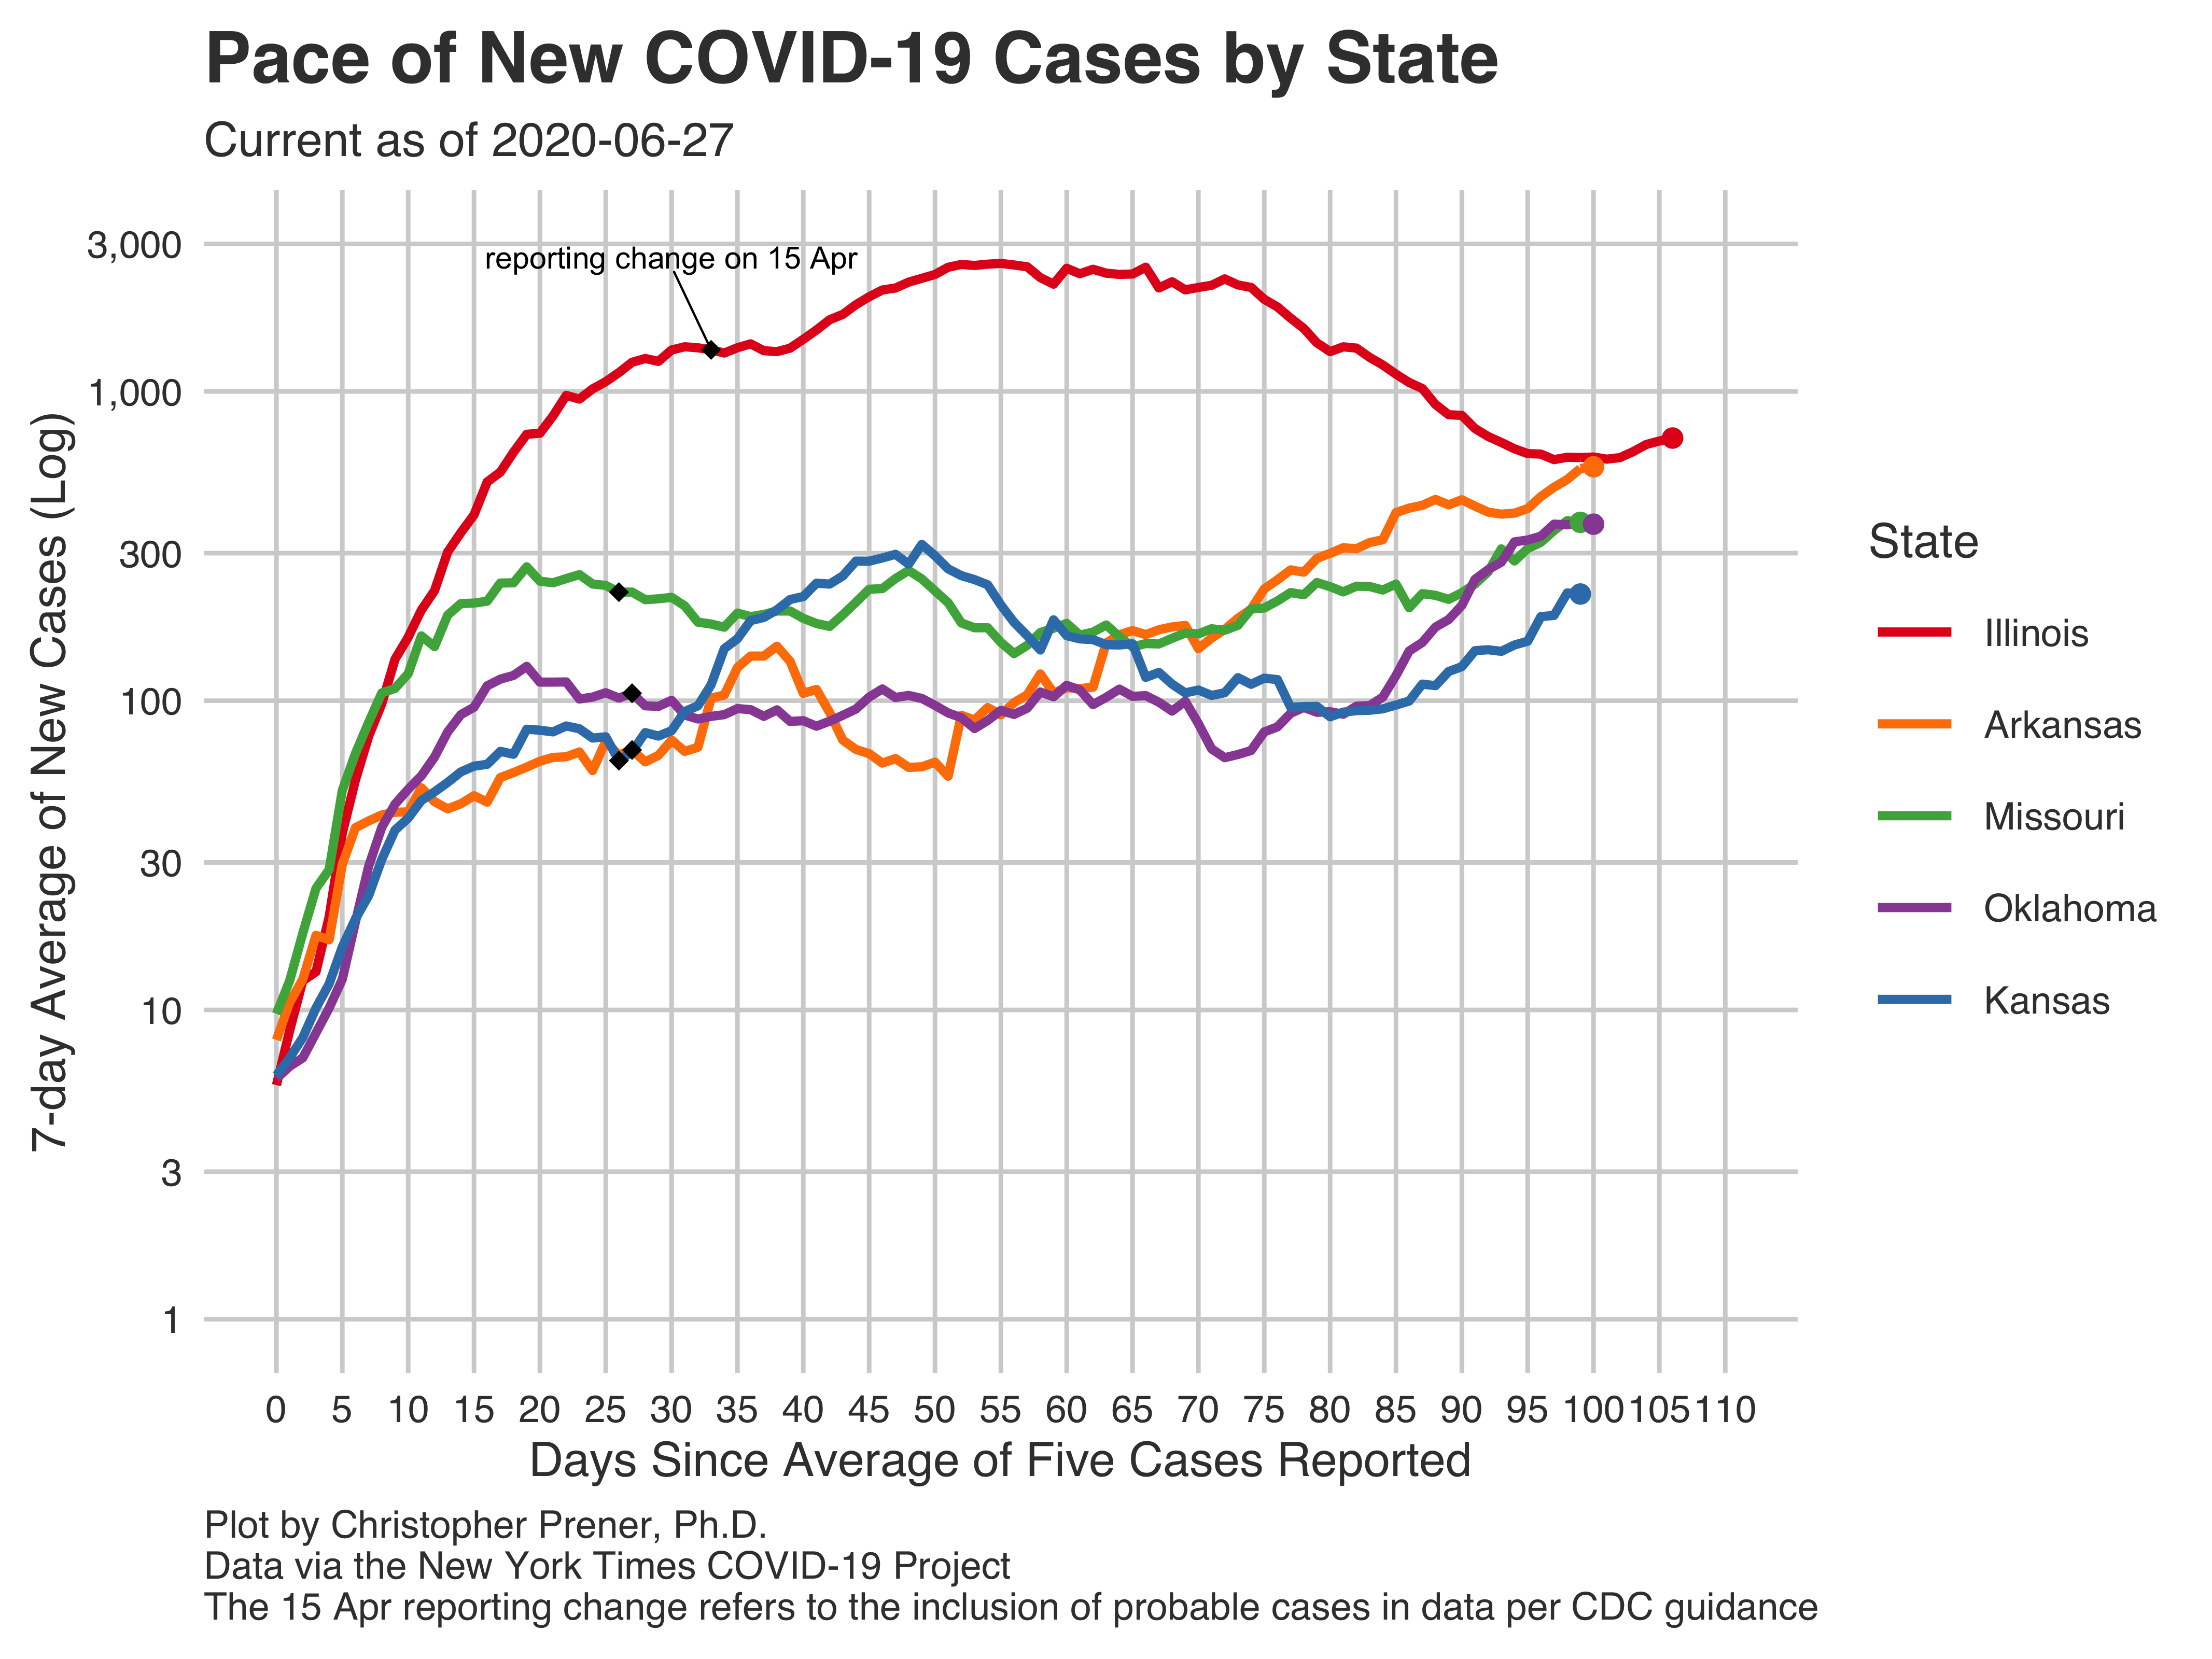 Pace of New COVID-19 Cases by State
Current as of 2020-06-27
7-day Average of New Cases (Log)
3,000
1,000
300
100
30
10
3
1
reporting change on 15 Apr
0 5 10 15 20 25 30 35 40 45 50 55 60 65 70 75 80 85 90 95 100 105 110
Days Since Average of Five Cases Reported
State
Illinois
Arkansas
Missouri
Oklahoma
Kansas
Plot by Christopher Prener, Ph.D.
Data via the New York Times COVID-19 Project
The 15 Apr reporting change refers to the inclusion of probable cases in data per CDC guidance